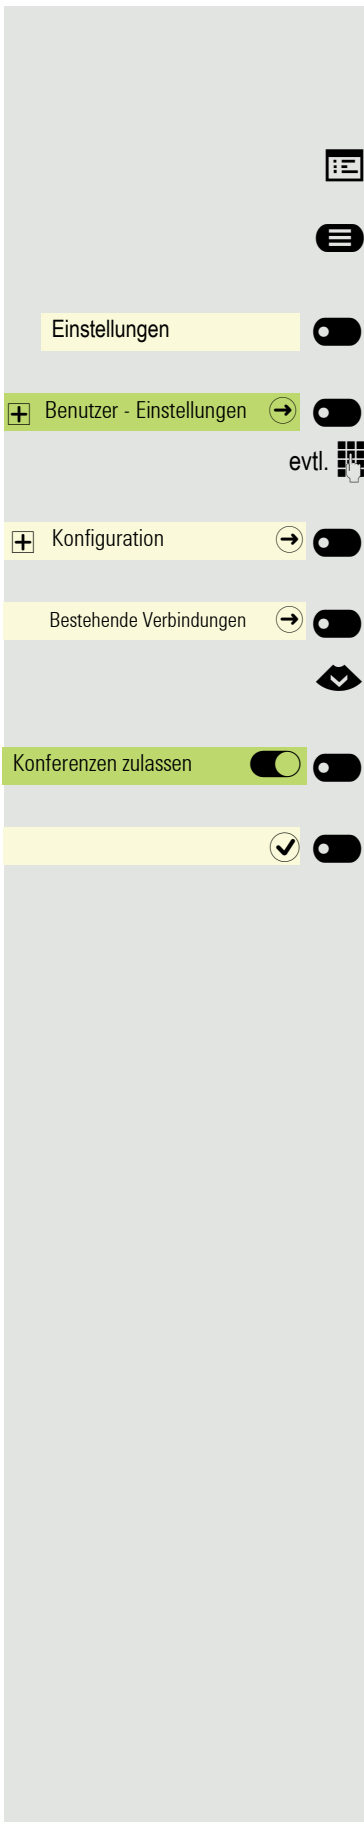 Einstellungen
Benutzer - Einstellungen
evtl.
Konfiguration
Bestehende Verbindungen
Konferenzen zulassen